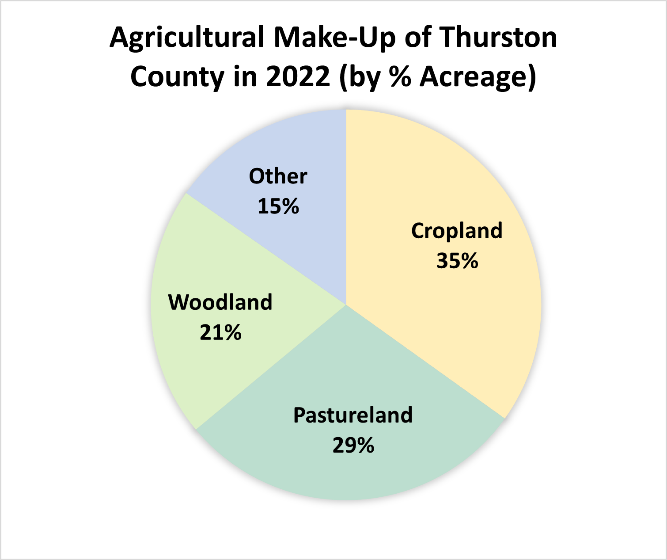 Agricultural Make-Up of Thurston
County in 2022 (by % Acreage)
Other
15%
Cropland
35%
Woodland
21%
Pastureland
29%